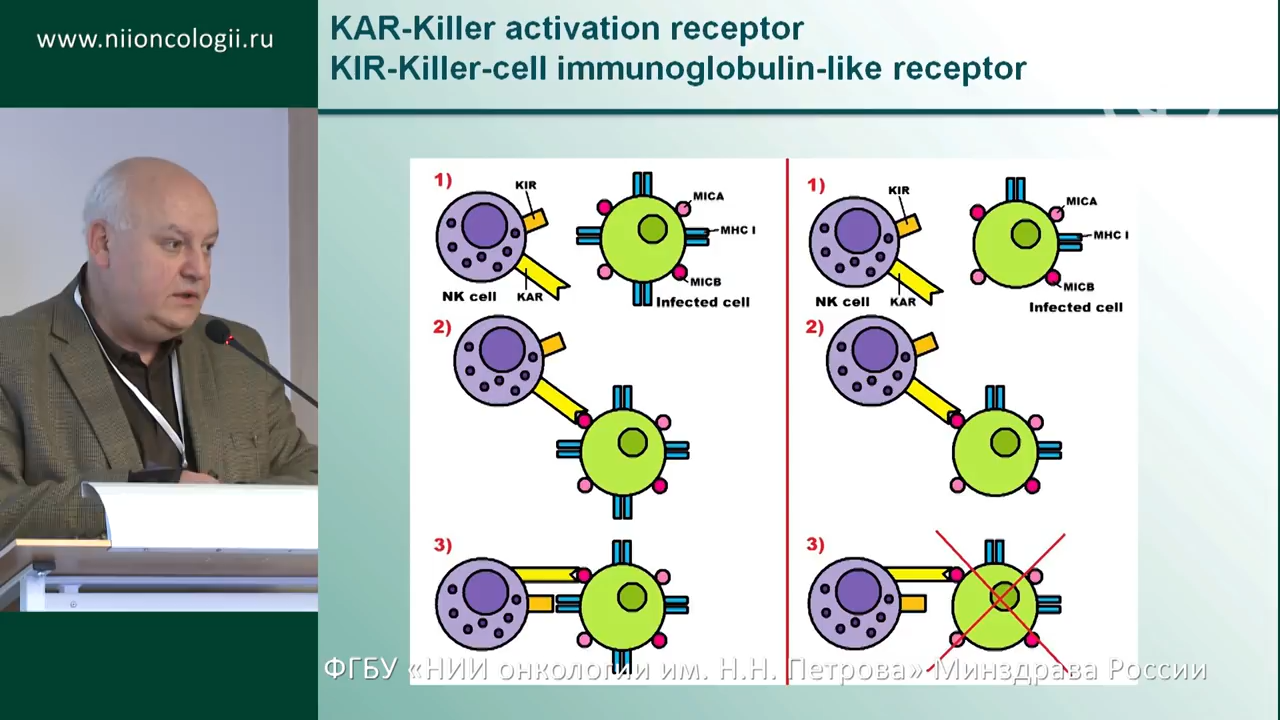 www.niioncologii.ru
KAR-Killer activation receptor
KIR-Killer-cell immunoglobulin-like receptor
1)
KIR
MICA
MHC I
MICB
NK cell
KAR
Infected cell
2)
3)
1)
KIR
MICA
MHC I
MICB
NK cell
KAR
Infected cell
2)
3)
ФГБУ «НИИ онкологии им. Н.Н. Петрова» Минздрава России